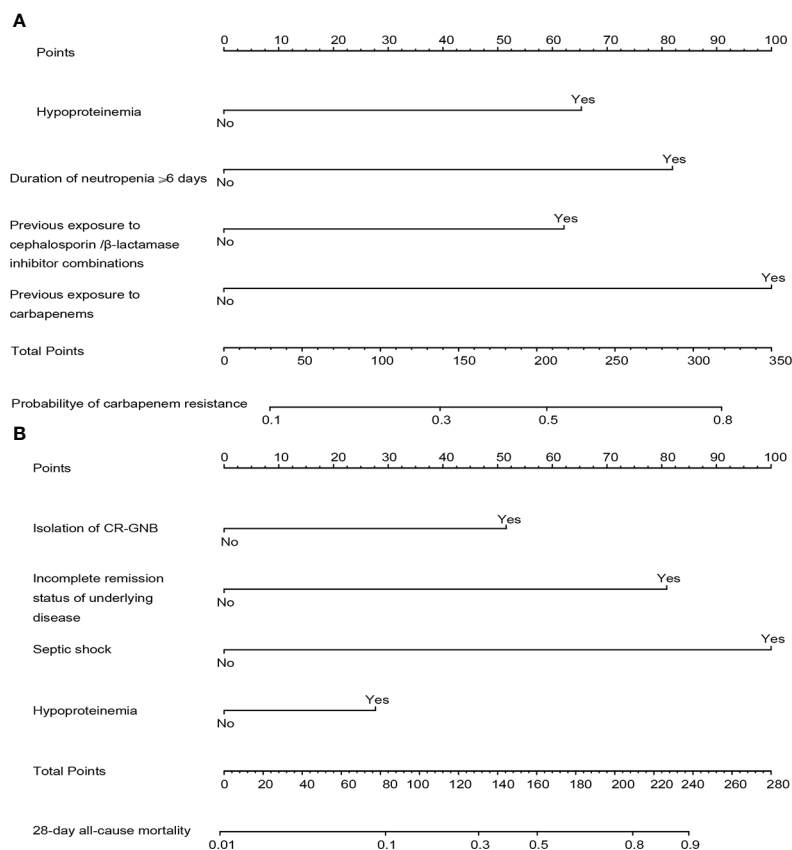 A
Points
0 10 20 30 40 50 60 70 80 90 100
Hypoproteinemia
Yes
No
Duration of neutropenia ⩾6 days
Yes
No
Previous exposure to
cephalosporin /β-lactamase
inhibitor combinations
Yes
No
Previous exposure to
carbapenems
Yes
No
Total Points
0 50 100 150 200 250 300 350
Probabilitye of carbapenem resistance
0.1 0.3 0.5 0.8
B
Points
0 10 20 30 40 50 60 70 80 90 100
Isolation of CR-GNB
Yes
No
Incomplete remission
status of underlying
disease
Yes
No
Septic shock
Yes
No
Hypoproteinemia
Yes
No
Total Points
0 20 40 60 80 100 120 140 160 180 200 220 240 260 280
28-day all-cause mortality
0.01 0.1 0.3 0.5 0.8 0.9